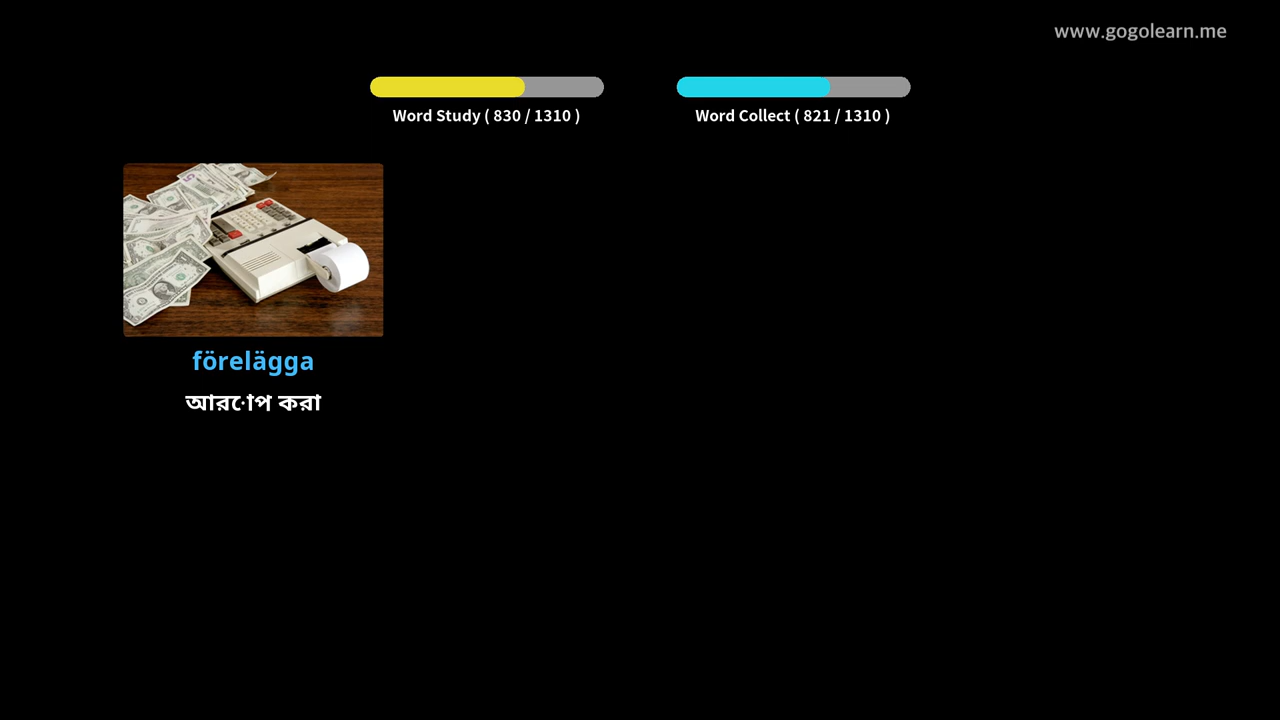 www.gogolearn.me
Word Study ( 830 / 1310 )
Word Collect ( 821 / 1310 )
förelägga
আরোপ করা